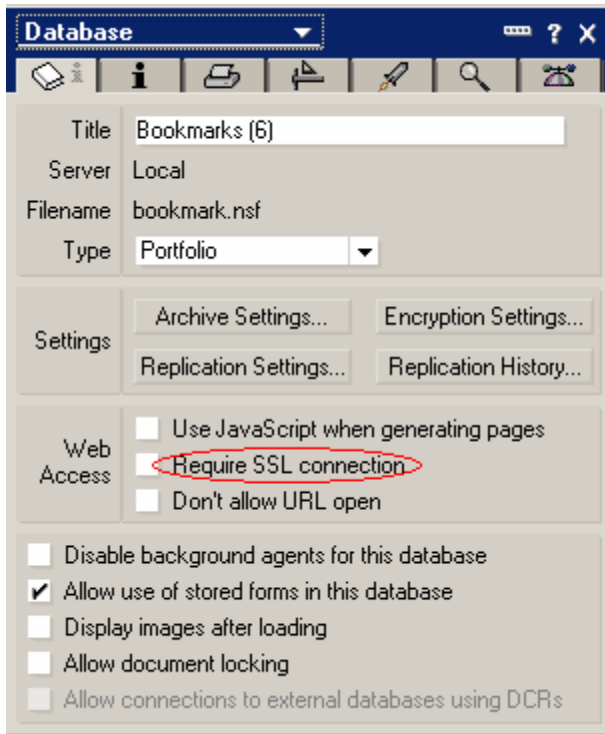 Database
? X
i i
Title Bookmarks (6)
Server Local
Filename bookmark.nsf
Type Portfolio
Settings
Archive Settings... Encryption Settings...
Replication Settings... Replication History...
Web Access
Use JavaScript when generating pages
Require SSL connection
Don't allow URL open
Disable background agents for this database
Allow use of stored forms in this database
Display images after loading
Allow document locking
Allow connections to external databases using DCRs